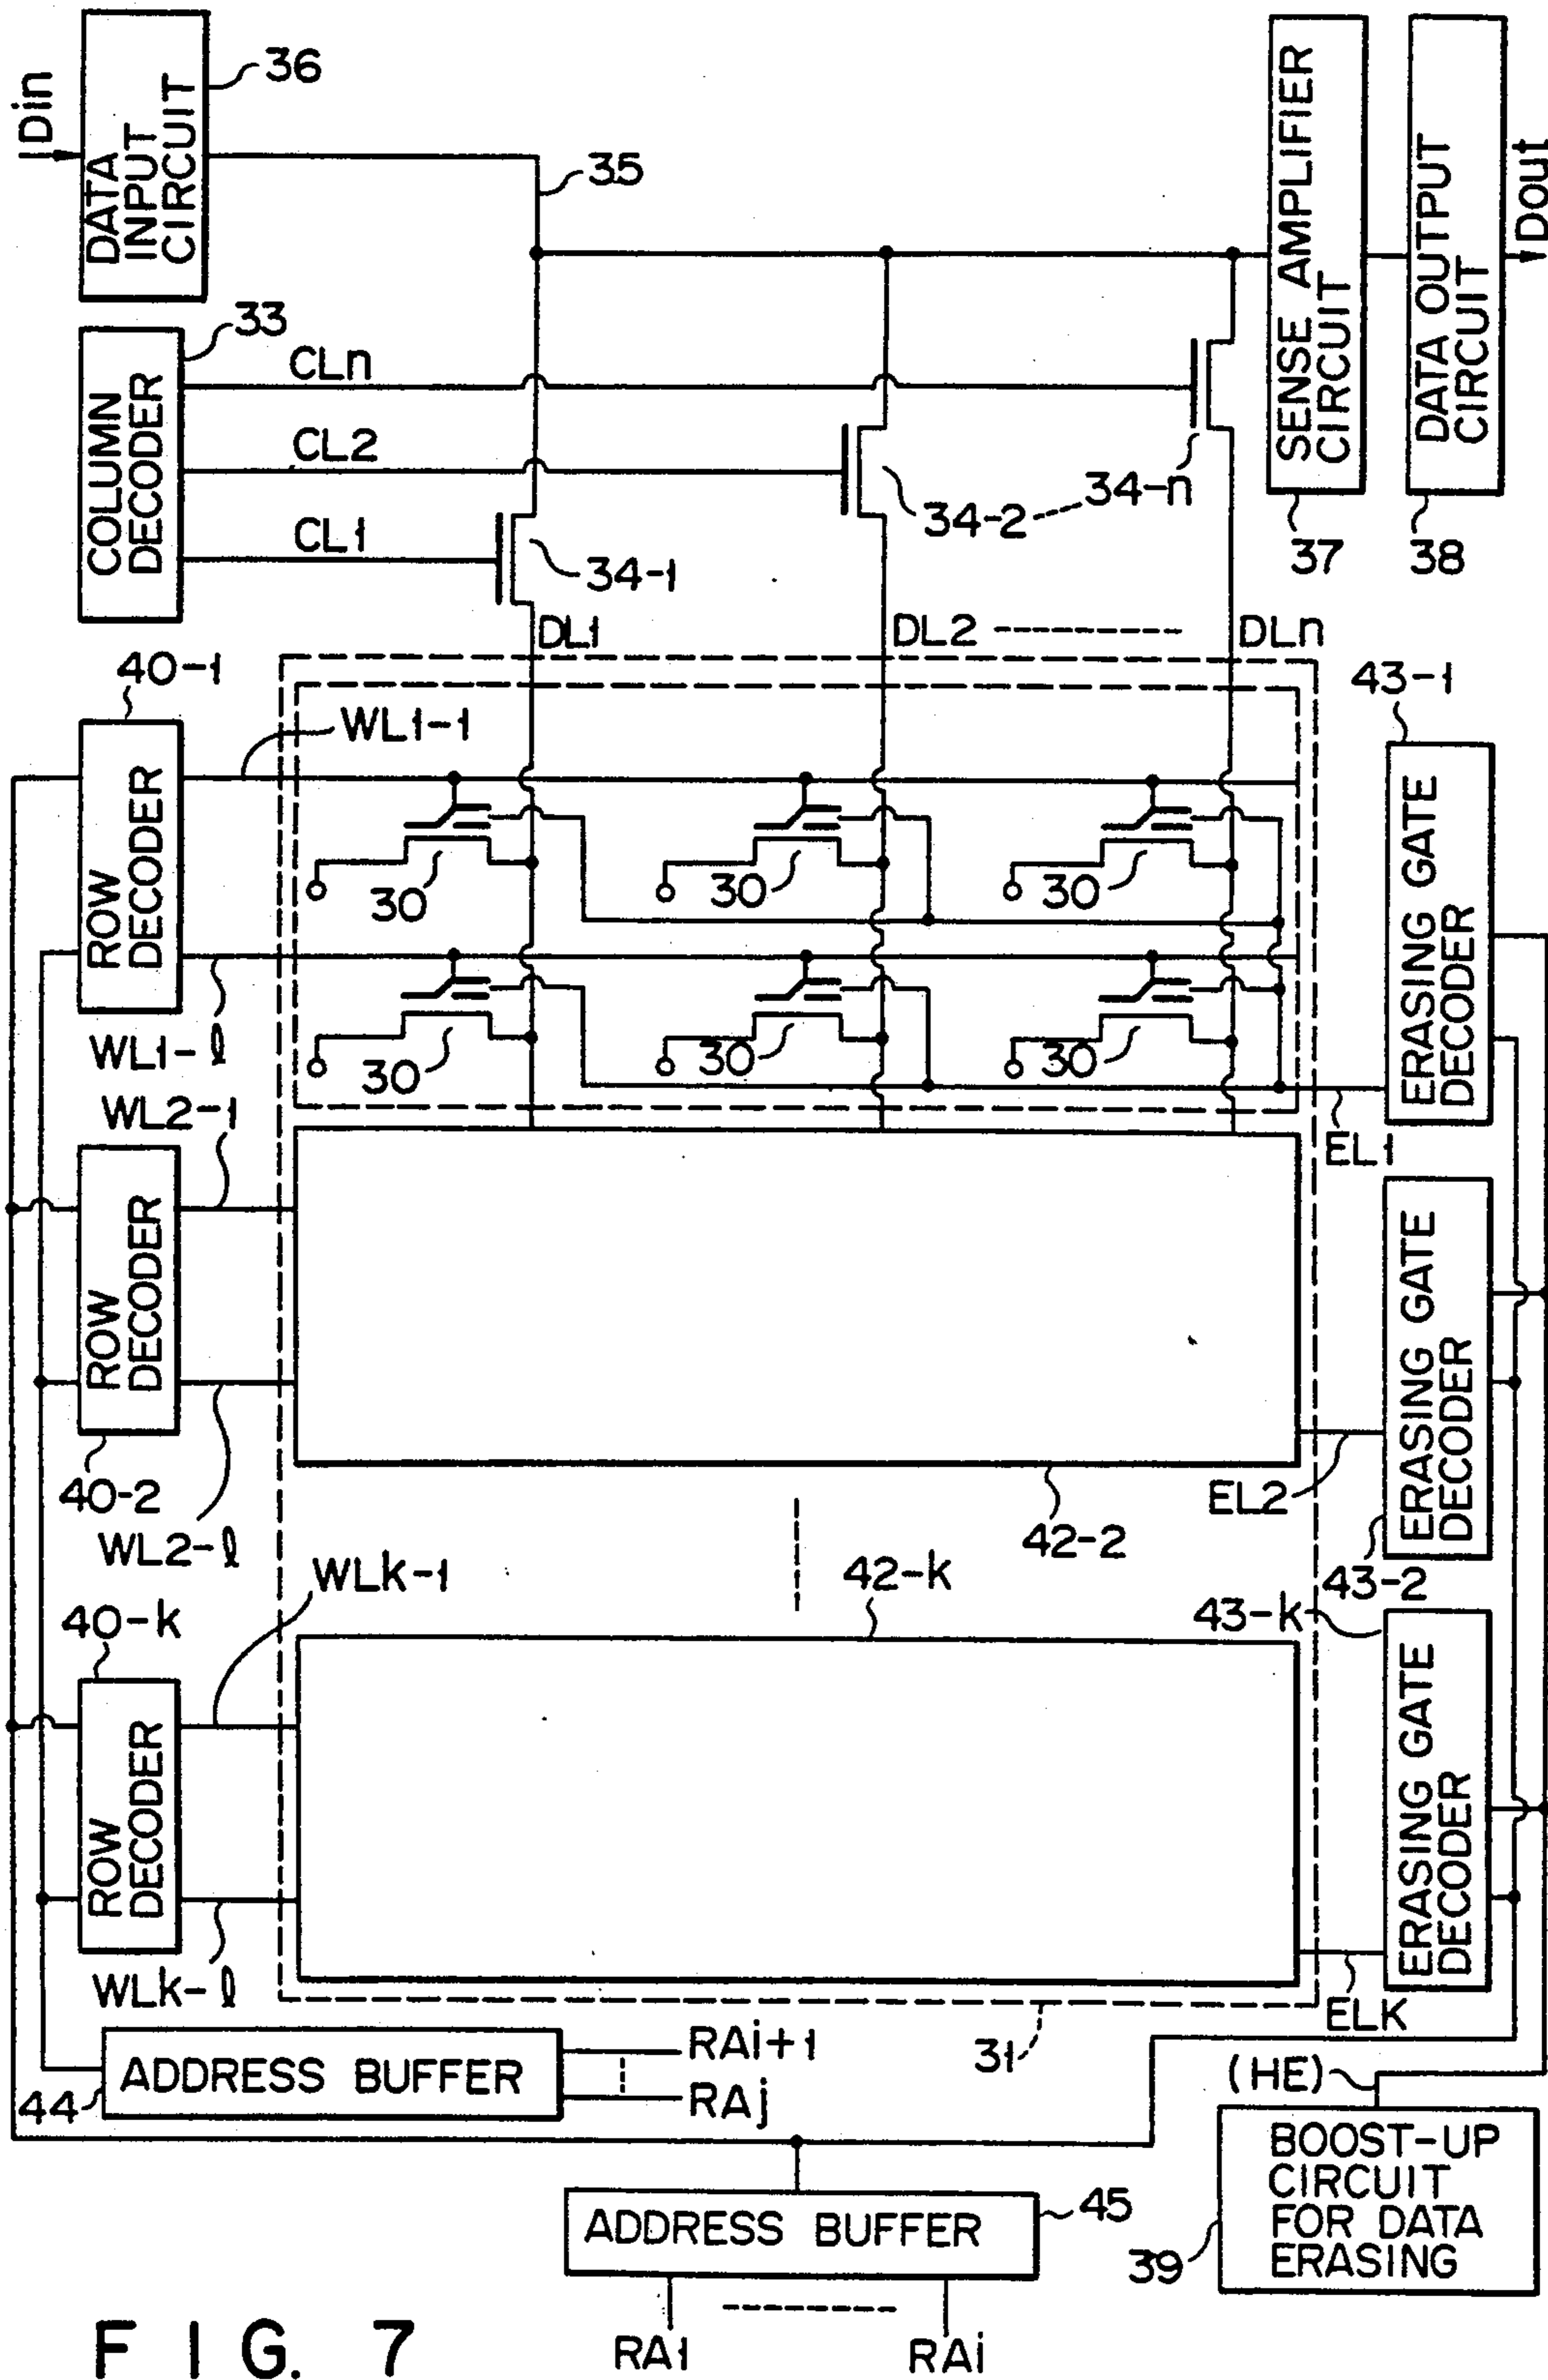 Din
DATA
INPUT
CIRCUIT
36
35
SENSE AMPLIFIER
CIRCUIT
37
DATA OUTPUT
CIRCUIT
38
Dout
COLUMN
DECODER
33
CLn
CL2
CL1
34-1
34-2
34-n
DL1
DL2
DLn
40-1
ROW
DECODER
WL1-1
WL1-ℓ
30
30
30
30
30
30
43-1
ERASING GATE
DECODER
EL1
WL2-1
ROW
DECODER
40-2
WL2-ℓ
42-2
EL2
ERASING GATE
DECODER
43-2
WLk-1
42-k
40-k
ROW
DECODER
WLk-ℓ
43-k
ERASING GATE
DECODER
ELK
31
44
ADDRESS BUFFER
RAi+1
RAj
(HE)
BOOST-UP
CIRCUIT
FOR DATA
ERASING
39
ADDRESS BUFFER
45
RA1
RAi
FIG. 7